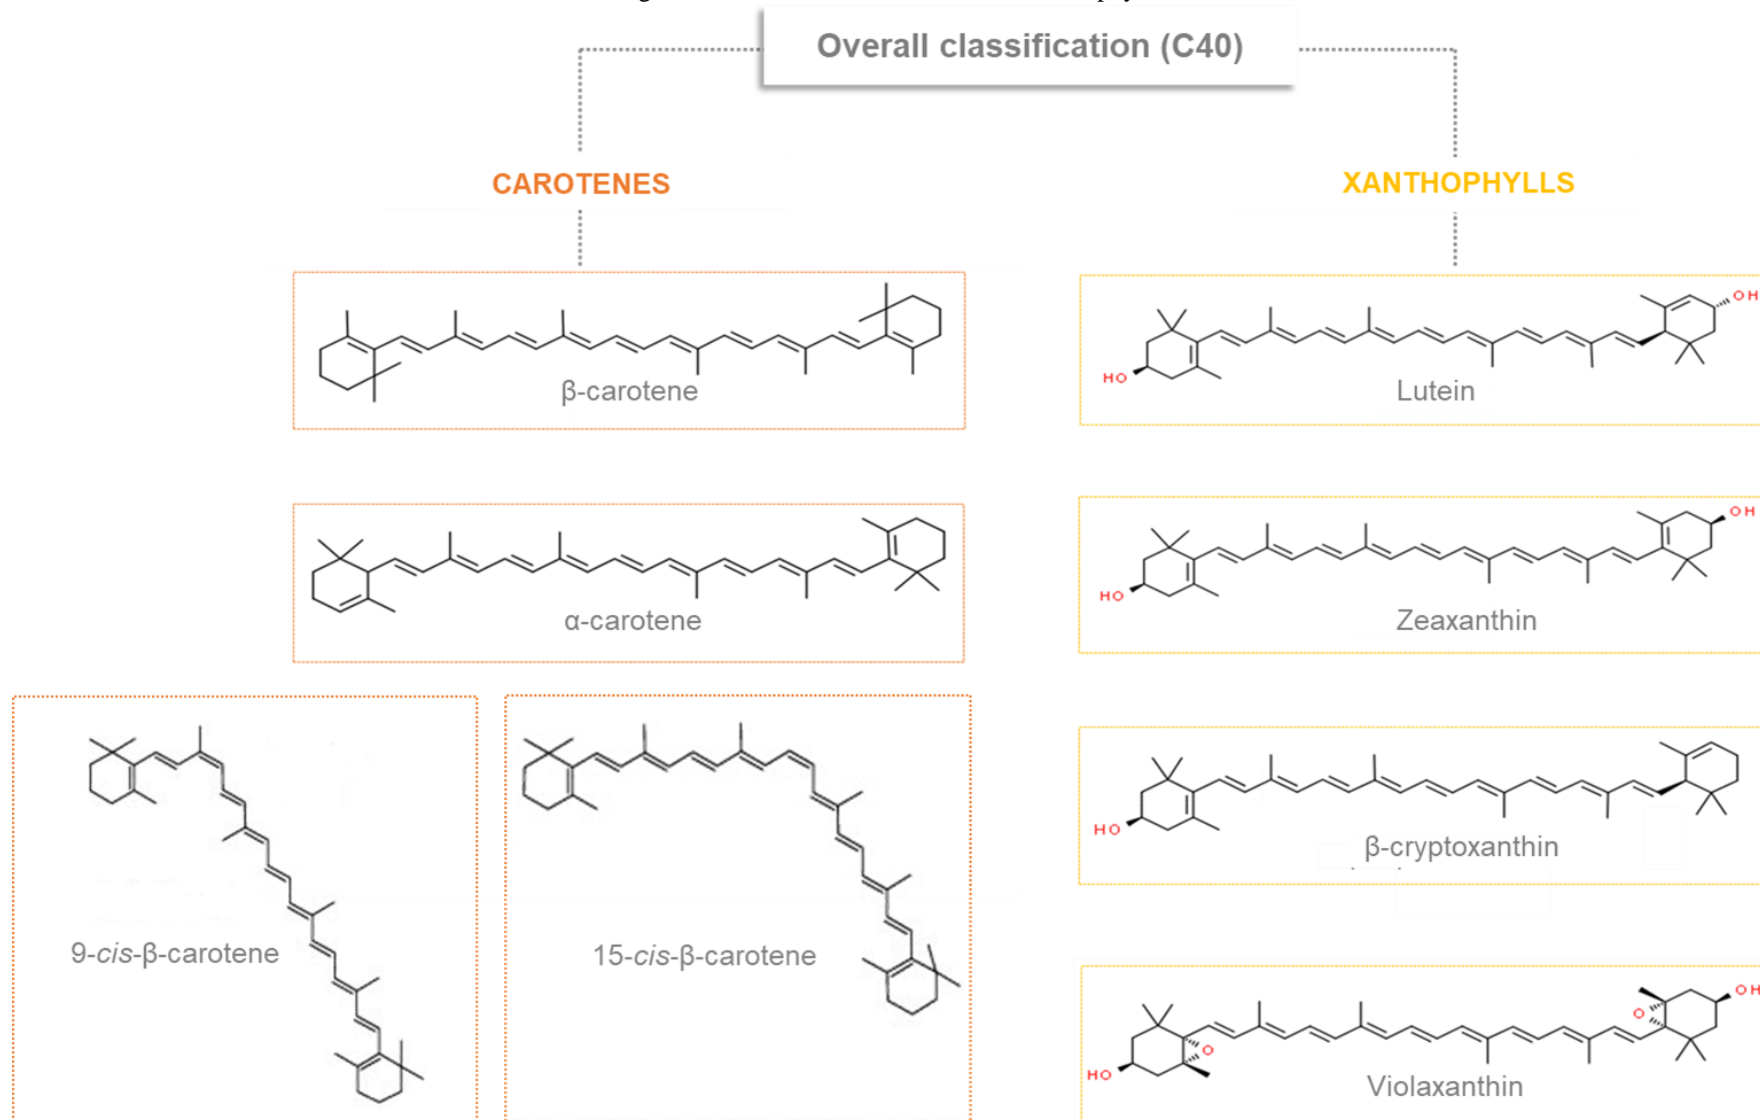 Overall classification (C40)
CAROTENES
XANTHOPHYLLS
β-carotene
α-carotene
9-cis-β-carotene
15-cis-β-carotene
OH
HO
Lutein
OH
HO
Zeaxanthin
HO
β-cryptoxanthin
OH
O
O
HO
Violaxanthin